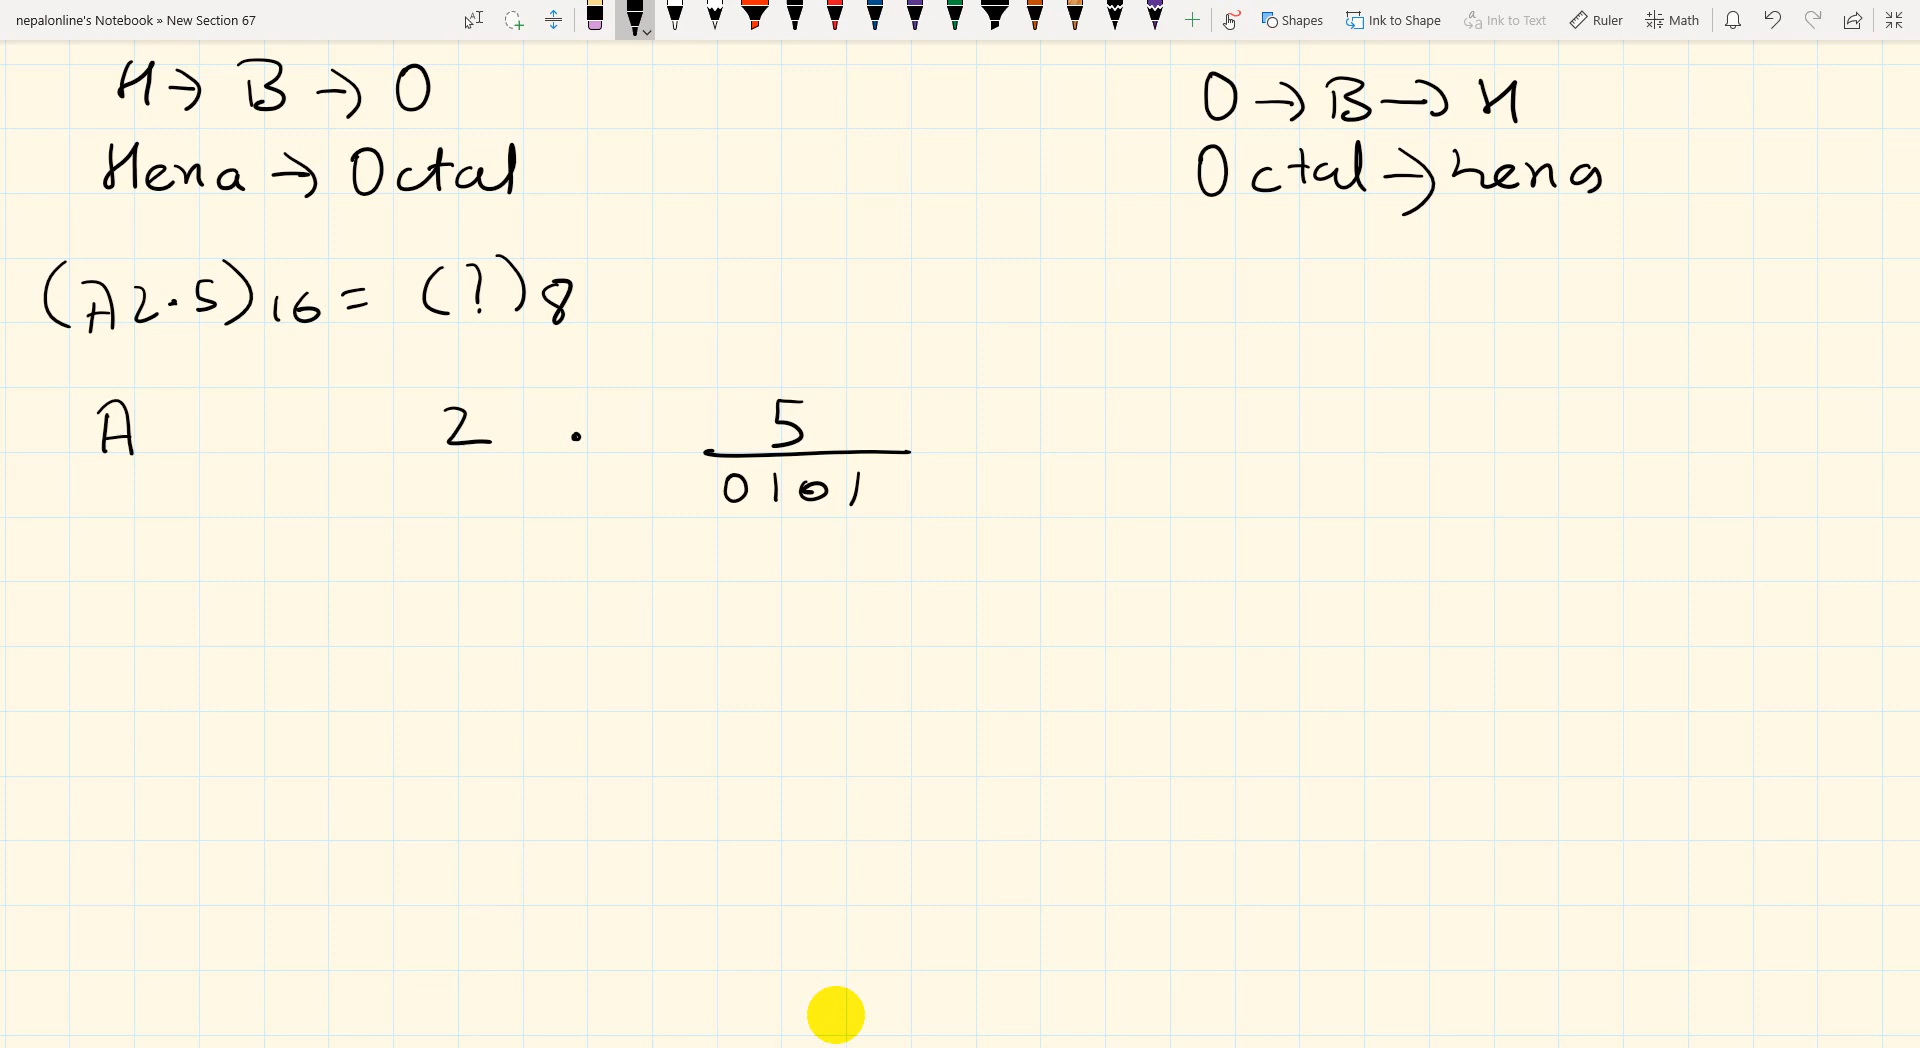 nepalonline's Notebook » New Section 67
Shapes
Ink to Shape
Ink to Text
Ruler
Math
H → B → O
Hexa → Octal
(A2.5)16 = (?)8
A 2 . 5
0101
O → B → H
Octal → hexa